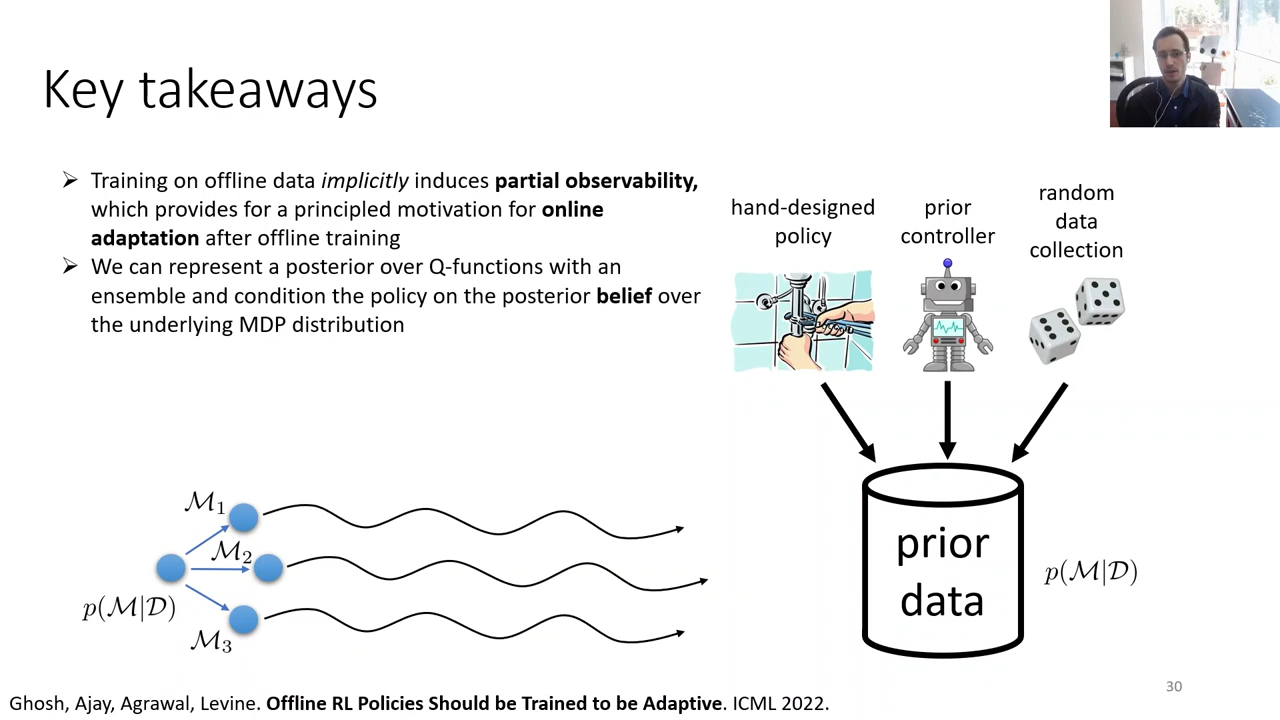 Key takeaways
➢ Training on offline data implicitly induces partial observability,
which provides for a principled motivation for online
adaptation after offline training
➢ We can represent a posterior over Q-functions with an
ensemble and condition the policy on the posterior belief over
the underlying MDP distribution
hand-designed
policy
prior
controller
random
data
collection
prior
data
p(ℳ|𝒟)
ℳ₁
ℳ₂
p(ℳ|𝒟)
ℳ₃
Ghosh, Ajay, Agrawal, Levine. Offline RL Policies Should be Trained to be Adaptive. ICML 2022.
30